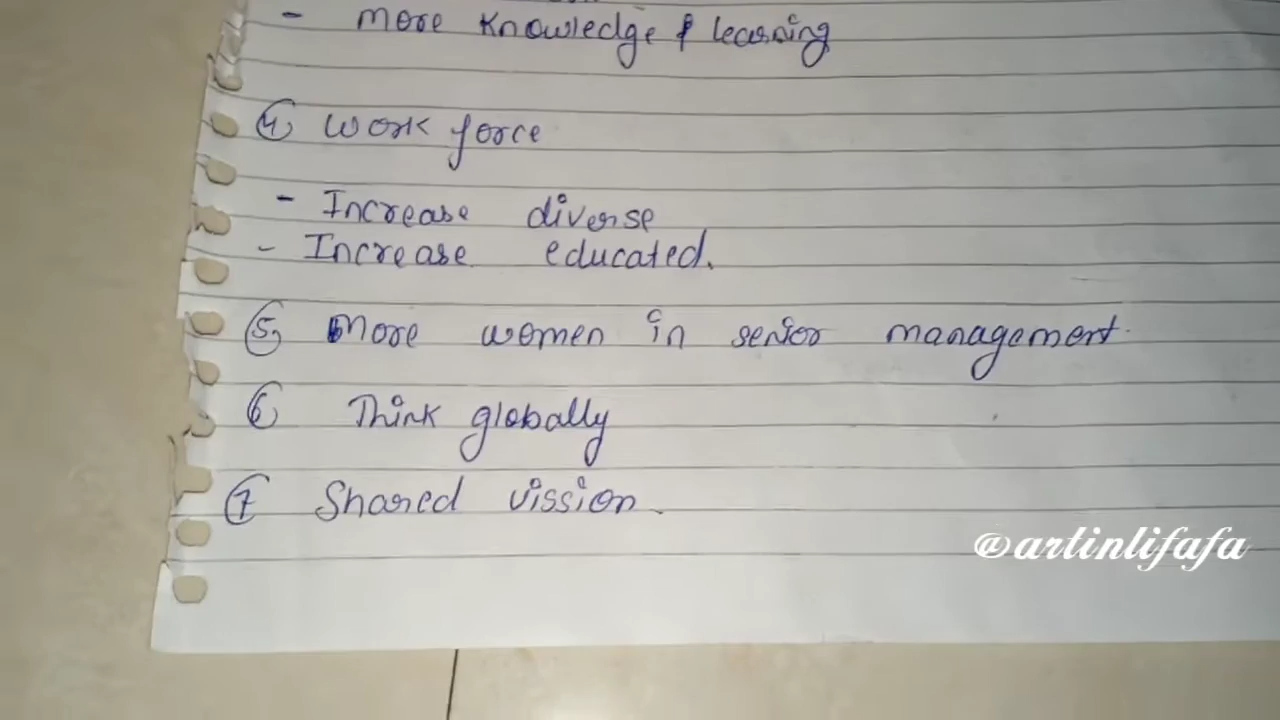 - More Knowledge & learning
④ Work force
- Increase diverse
- Increase educated.
⑤ More women in senior management.
⑥ Think globally
⑦ Shared vission.
@artinlifafa